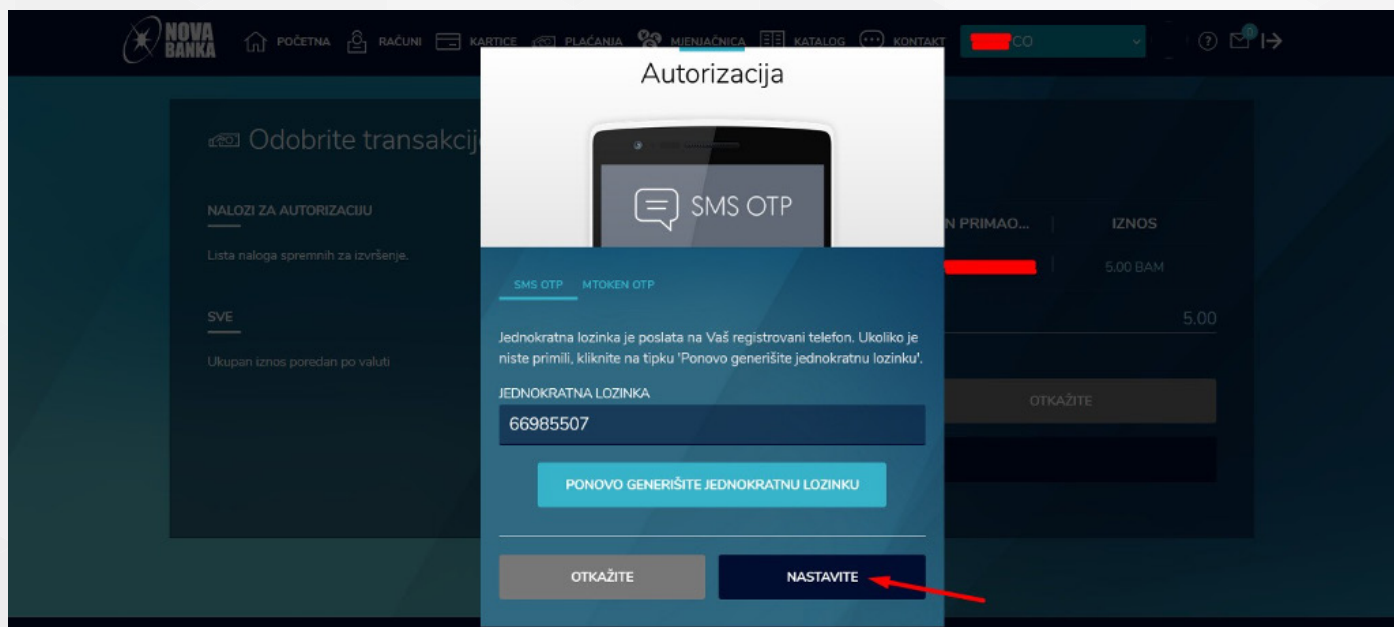 NOVA BANKA
POČETNA RAČUNI KARTICE PLAĆANJA MJENJAČNICA KATALOG KONTAKT CO ?
Autorizacija
SMS OTP
Odobrite transakcij
NALOZI ZA AUTORIZACIJU
Lista naloga spremnih za izvršenje.
SVE
Ukupan iznos poredan po valuti
N PRIMAO... IZNOS
5.00 BAM
5.00
OTKAŽITE
SMS OTP MTOKEN OTP
Jednokratna lozinka je poslata na Vaš registrovani telefon. Ukoliko je
niste primili, kliknite na tipku 'Ponovo generišite jednokratnu lozinku'.
JEDNOKRATNA LOZINKA
66985507
PONOVO GENERIŠITE JEDNOKRATNU LOZINKU
OTKAŽITE NASTAVITE